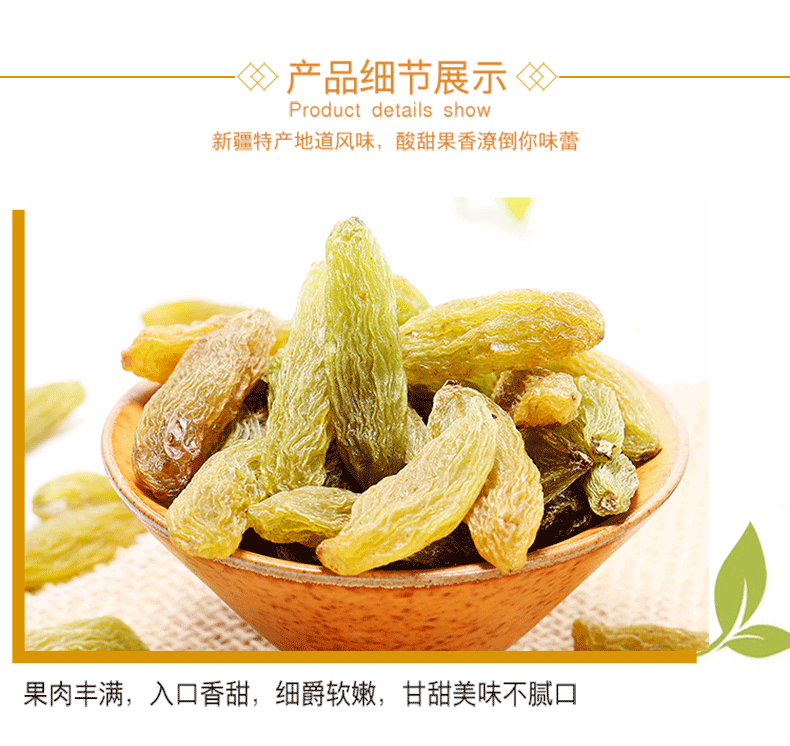 产品细节展示
Product details show
新疆特产地道风味，酸甜果香潦倒你味蕾
果肉丰满，入口香甜，细爵软嫩，甘甜美味不腻口